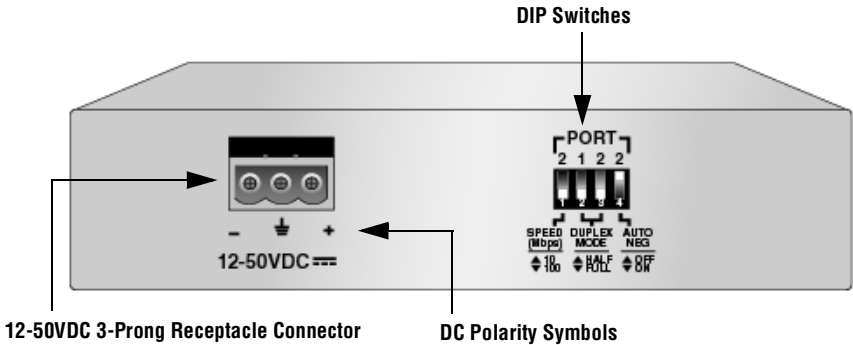 DIP Switches
PORT
2 1 2 2
1 2 3 4
SPEED (Mbps)
10
100
DUPLEX MODE
HALF
FULL
AUTO NEG
OFF
ON
- +
12-50VDC
12-50VDC 3-Prong Receptacle Connector
DC Polarity Symbols